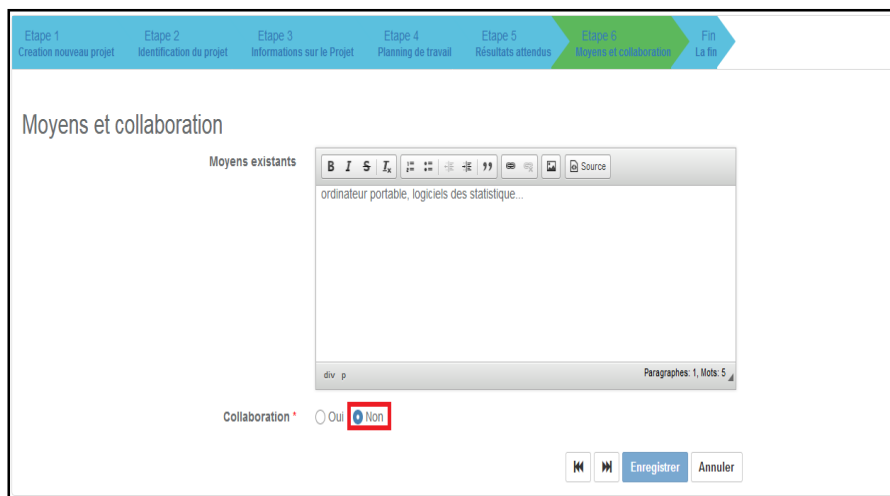 Etape 1 Etape 2 Etape 3 Etape 4 Etape 5 Etape 6 Fin
Creation nouveau projet Identification du projet Informations sur le Projet Planning de travail Résultats attendus Moyens et collaboration La fin
Moyens et collaboration
Moyens existants
B I S Ix Source
ordinateur portable, logiciels des statistique...
div p Paragraphes: 1, Mots: 5
Collaboration * Oui Non
Enregistrer Annuler